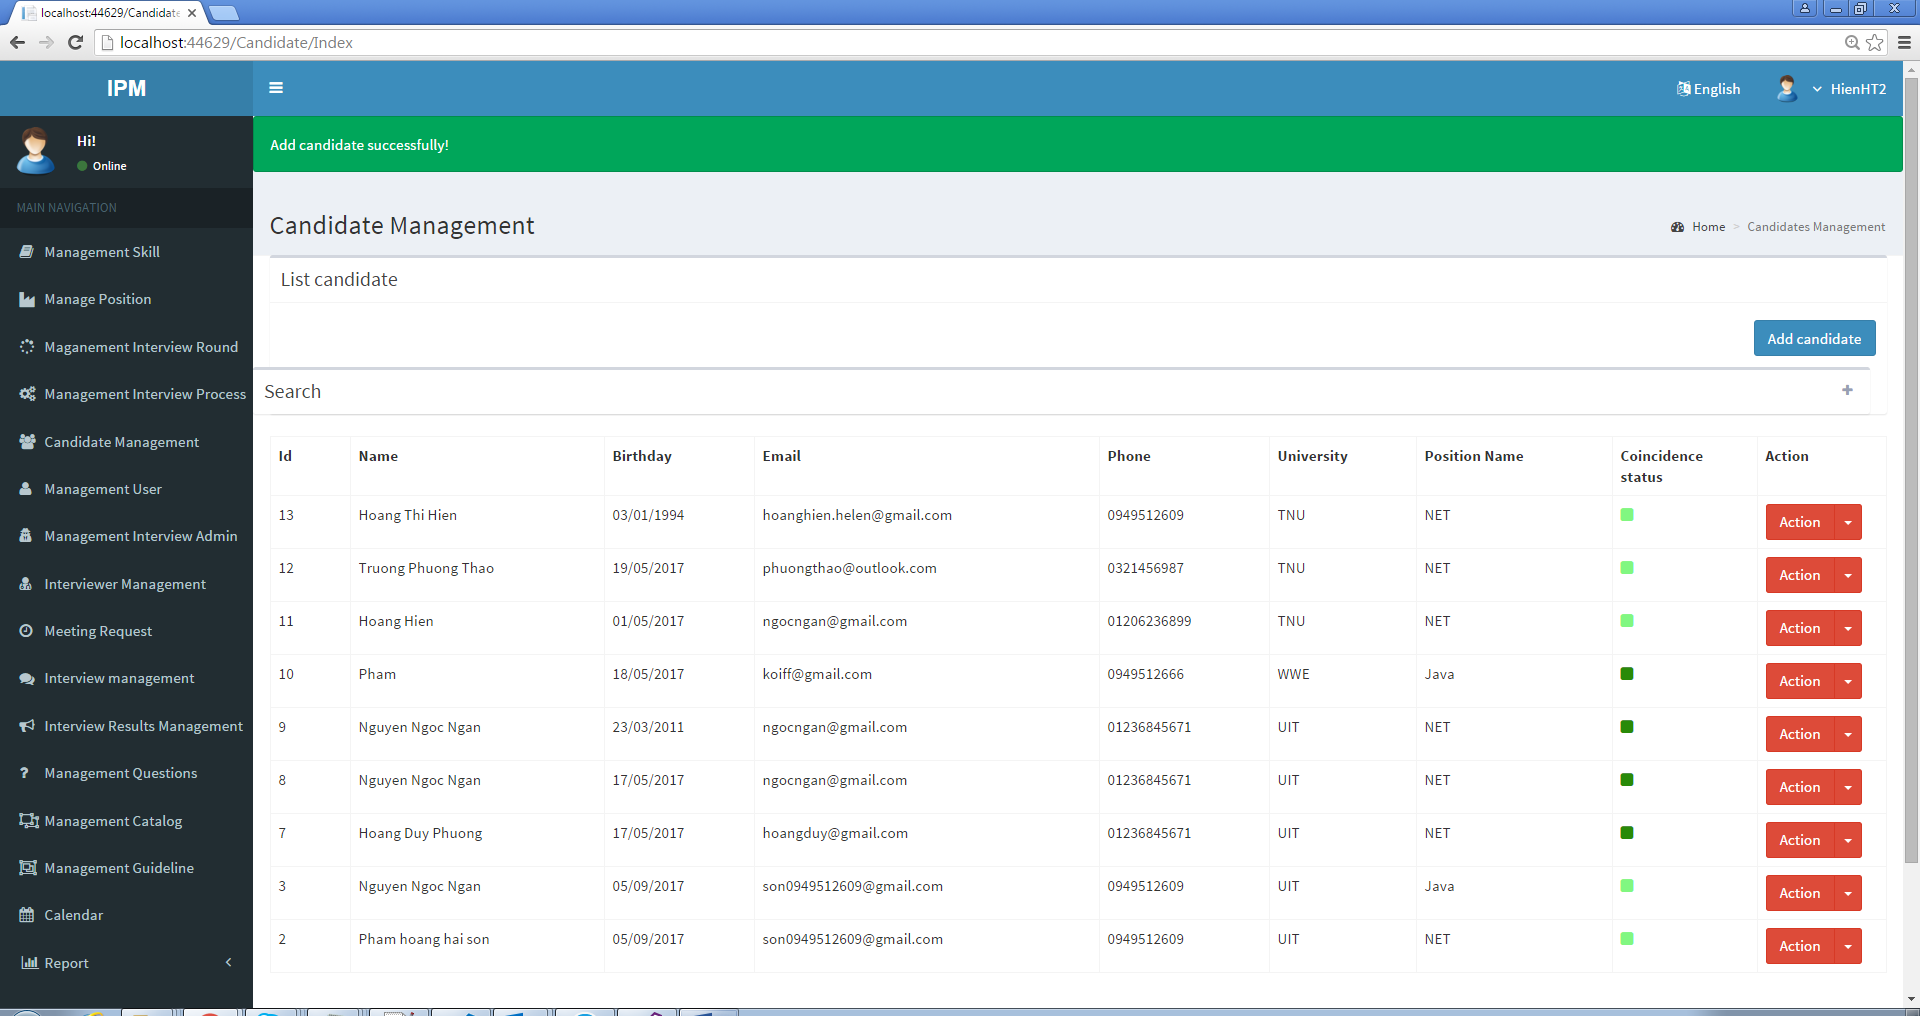 localhost:44629/Candidate
localhost:44629/Candidate/Index
IPM
English
HienHT2
Hi!
Online
Add candidate successfully!
MAIN NAVIGATION
Management Skill
Manage Position
Maganement Interview Round
Management Interview Process
Candidate Management
Management User
Management Interview Admin
Interviewer Management
Meeting Request
Interview management
Interview Results Management
Management Questions
Management Catalog
Management Guideline
Calendar
Report
Candidate Management
Home > Candidates Management
List candidate
Add candidate
Search
Id Name Birthday Email Phone University Position Name Coincidence status Action
13 Hoang Thi Hien 03/01/1994 hoanghien.helen@gmail.com 0949512609 TNU NET Action
12 Truong Phuong Thao 19/05/2017 phuongthao@outlook.com 0321456987 TNU NET Action
11 Hoang Hien 01/05/2017 ngocngan@gmail.com 01206236899 TNU NET Action
10 Pham 18/05/2017 koiff@gmail.com 0949512666 WWE Java Action
9 Nguyen Ngoc Ngan 23/03/2011 ngocngan@gmail.com 01236845671 UIT NET Action
8 Nguyen Ngoc Ngan 17/05/2017 ngocngan@gmail.com 01236845671 UIT NET Action
7 Hoang Duy Phuong 17/05/2017 hoangduy@gmail.com 01236845671 UIT NET Action
3 Nguyen Ngoc Ngan 05/09/2017 son0949512609@gmail.com 0949512609 UIT Java Action
2 Pham hoang hai son 05/09/2017 son0949512609@gmail.com 0949512609 UIT NET Action